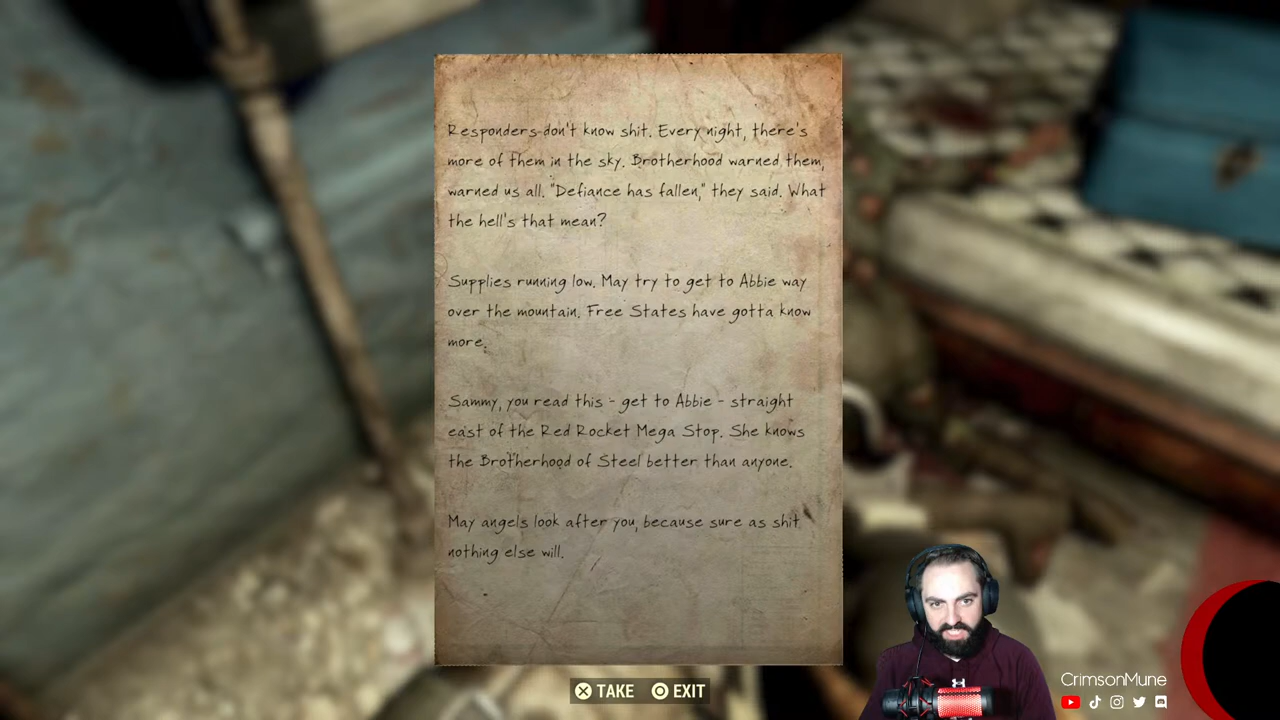 Responders don't know shit. Every night, there's
more of them in the sky. Brotherhood warned them,
warned us all. "Defiance has fallen," they said. What
the hell's that mean?
Supplies running low. May try to get to Abbie way
over the mountain. Free States have gotta know
more.
Sammy, you read this - get to Abbie - straight
east of the Red Rocket Mega Stop. She knows
the Brotherhood of Steel better than anyone.
May angels look after you, because sure as shit
nothing else will.
TAKE EXIT
CrimsonMune